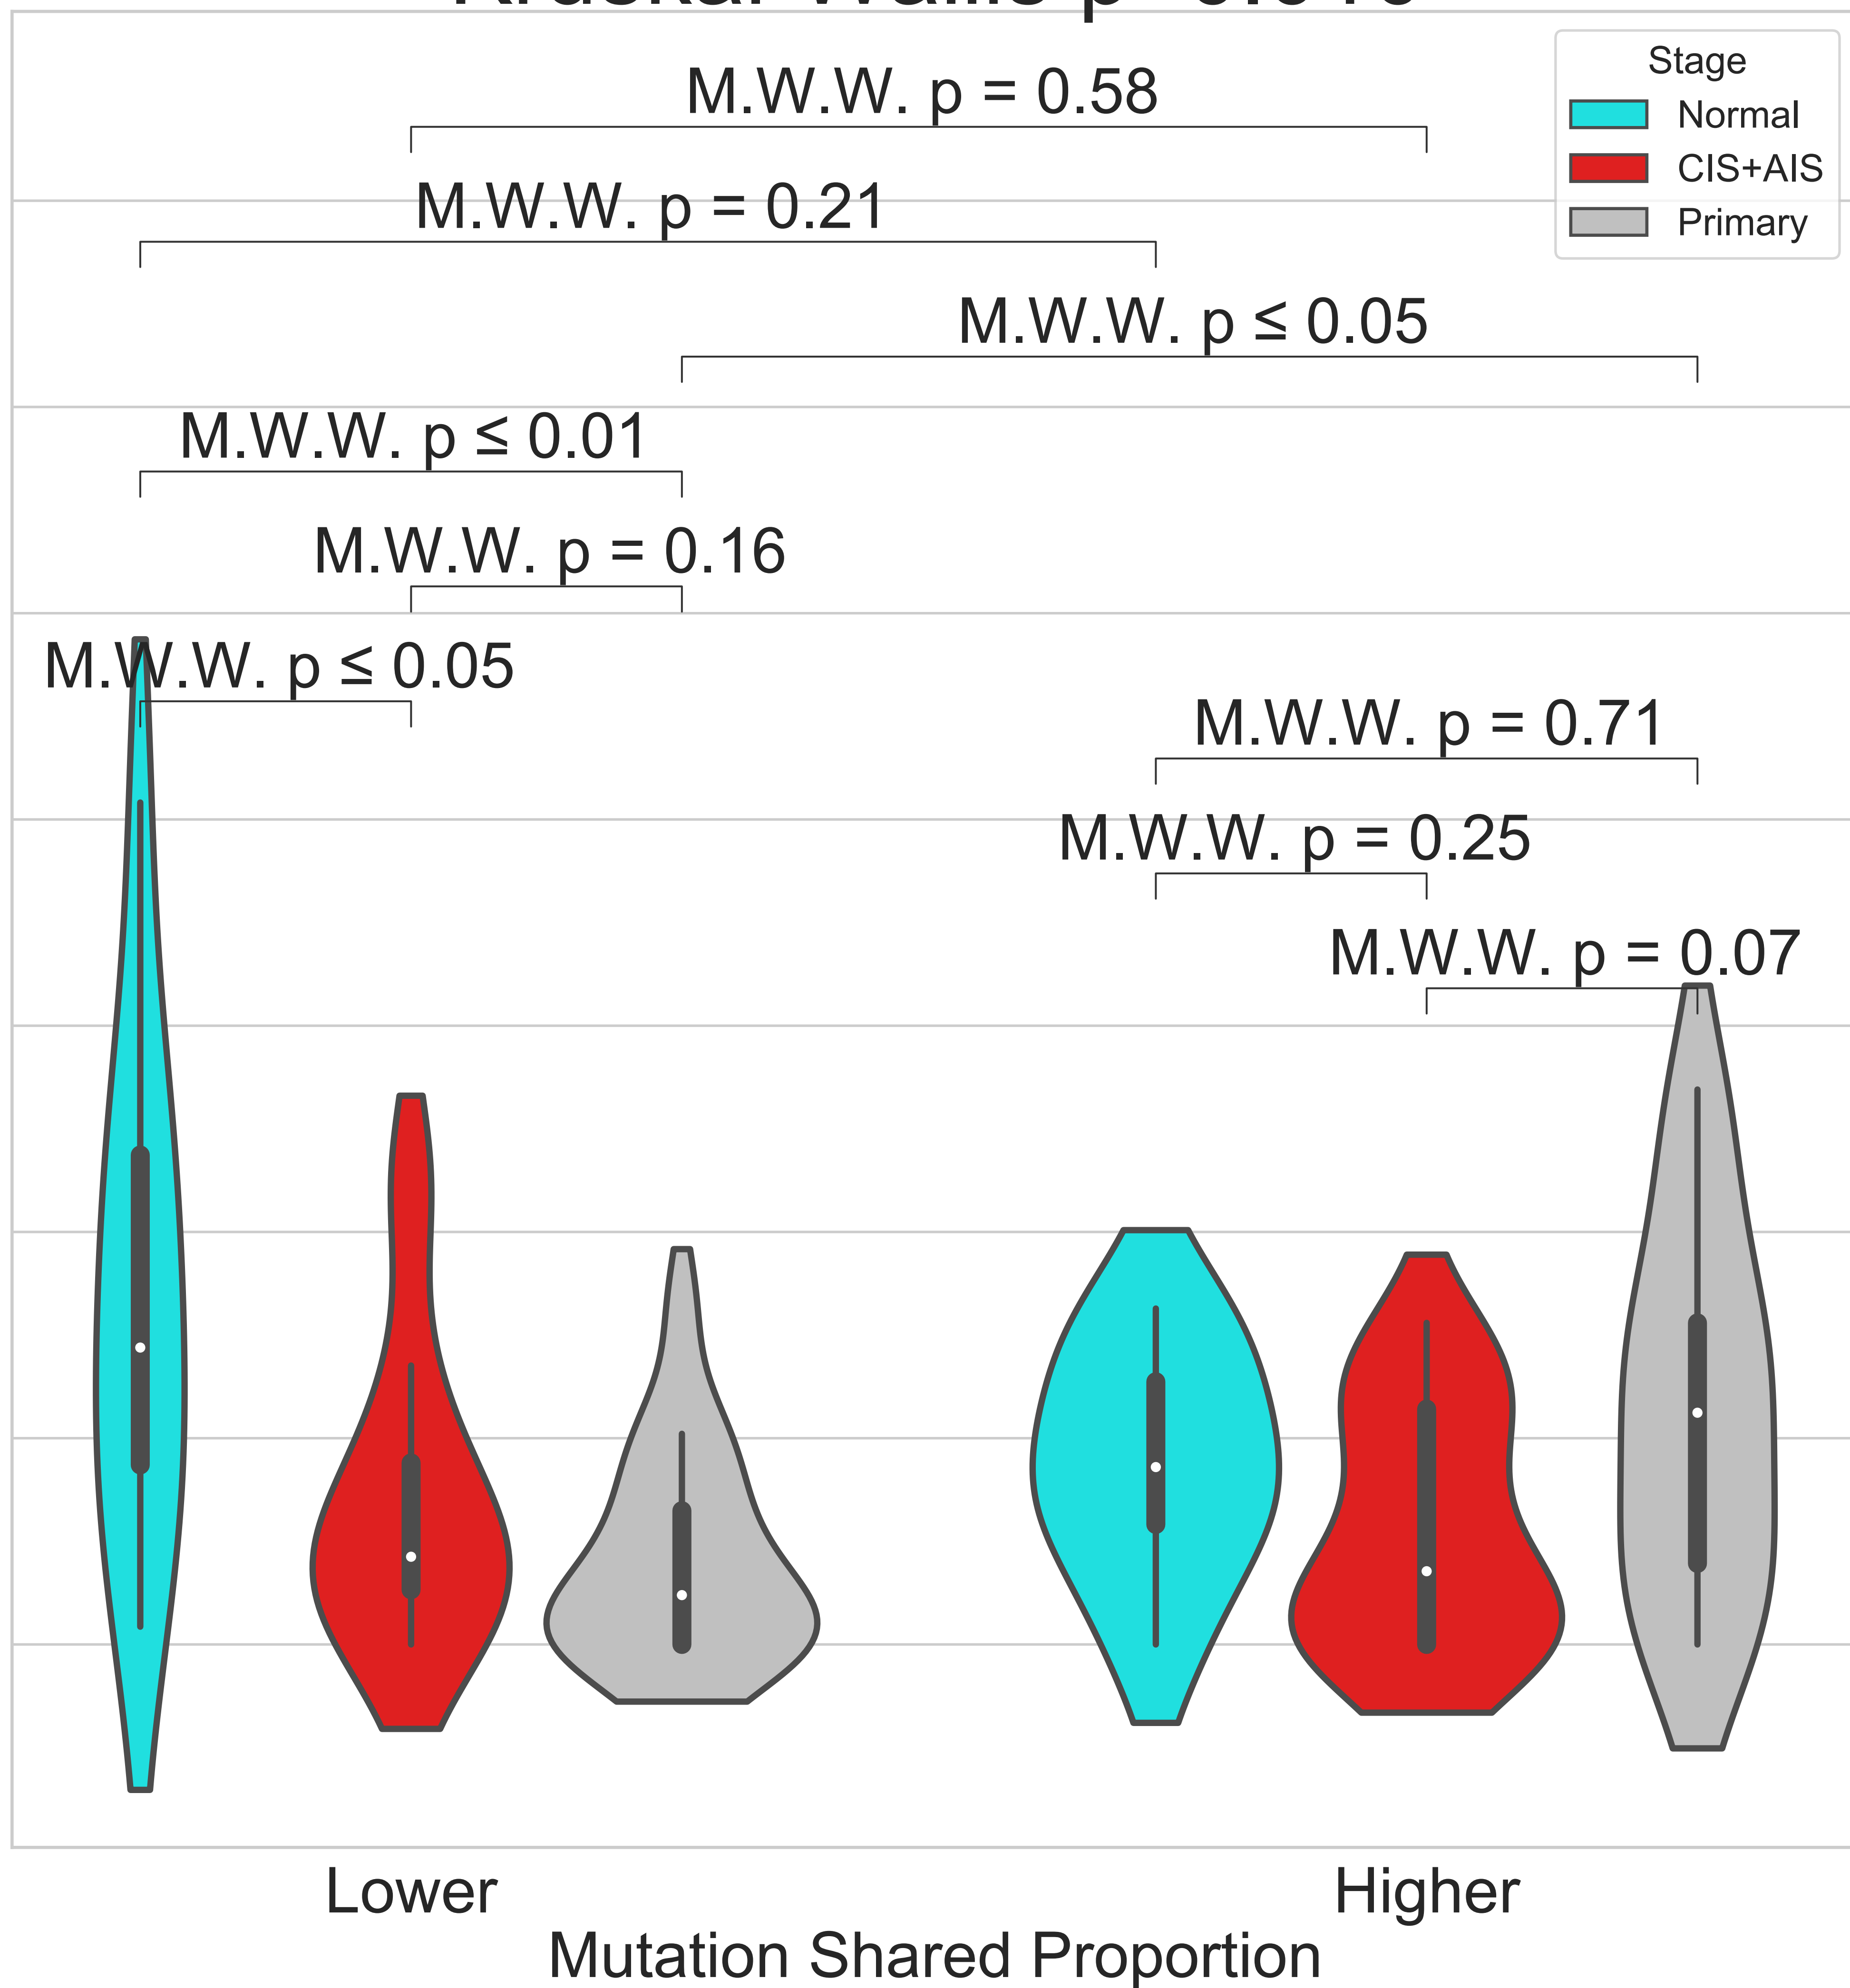 M.W.W. p = 0.58
Stage
Normal
CIS+AIS
Primary
M.W.W. p = 0.21
M.W.W. p ≤ 0.05
M.W.W. p ≤ 0.01
M.W.W. p = 0.16
M.W.W. p ≤ 0.05
M.W.W. p = 0.71
M.W.W. p = 0.25
M.W.W. p = 0.07
Lower
Higher
Mutation Shared Proportion